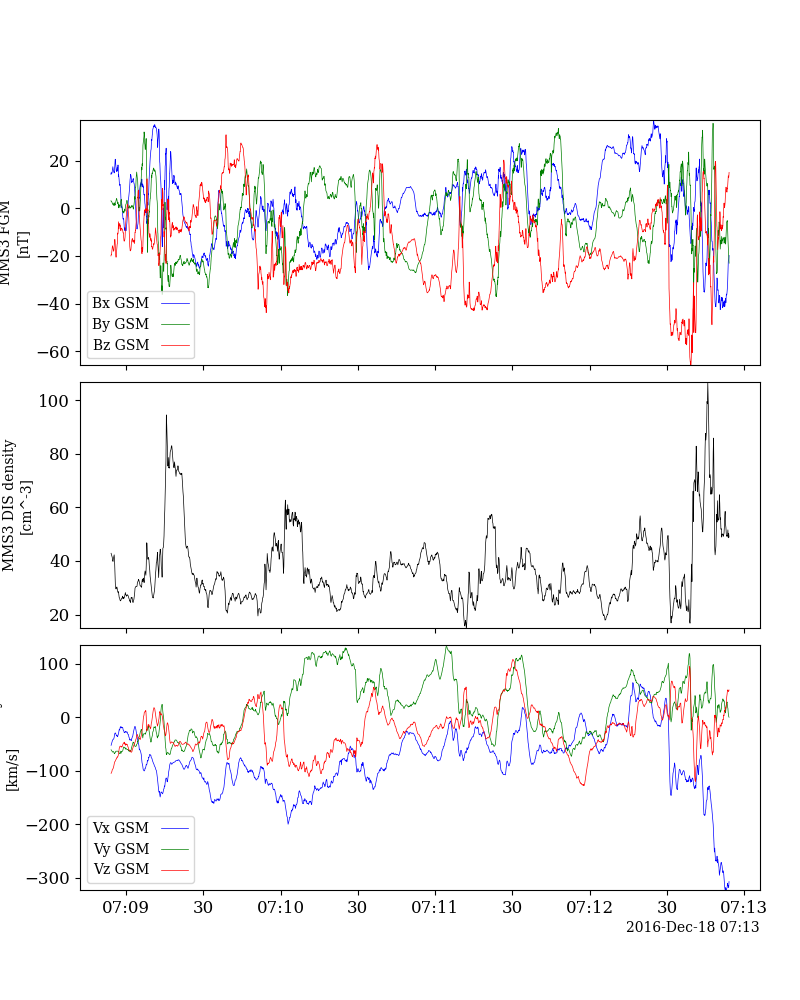 20
0
−20
−40
−60
MMS3 FGM
[nT]
Bx GSM
By GSM
Bz GSM
100
80
60
40
20
MMS3 DIS density
[cm^-3]
100
0
−100
−200
−300
[km/s]
Vx GSM
Vy GSM
Vz GSM
07:09 30 07:10 30 07:11 30 07:12 30 07:13
2016-Dec-18 07:13